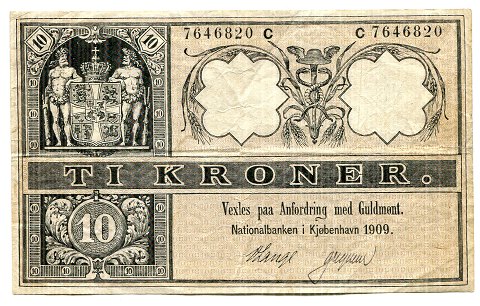 10 10
7646820 C C 7646820
TI KRONER.
10
Vexles paa Anfordring med Guldmønt.
Nationalbanken i Kjøbenhavn 1909.